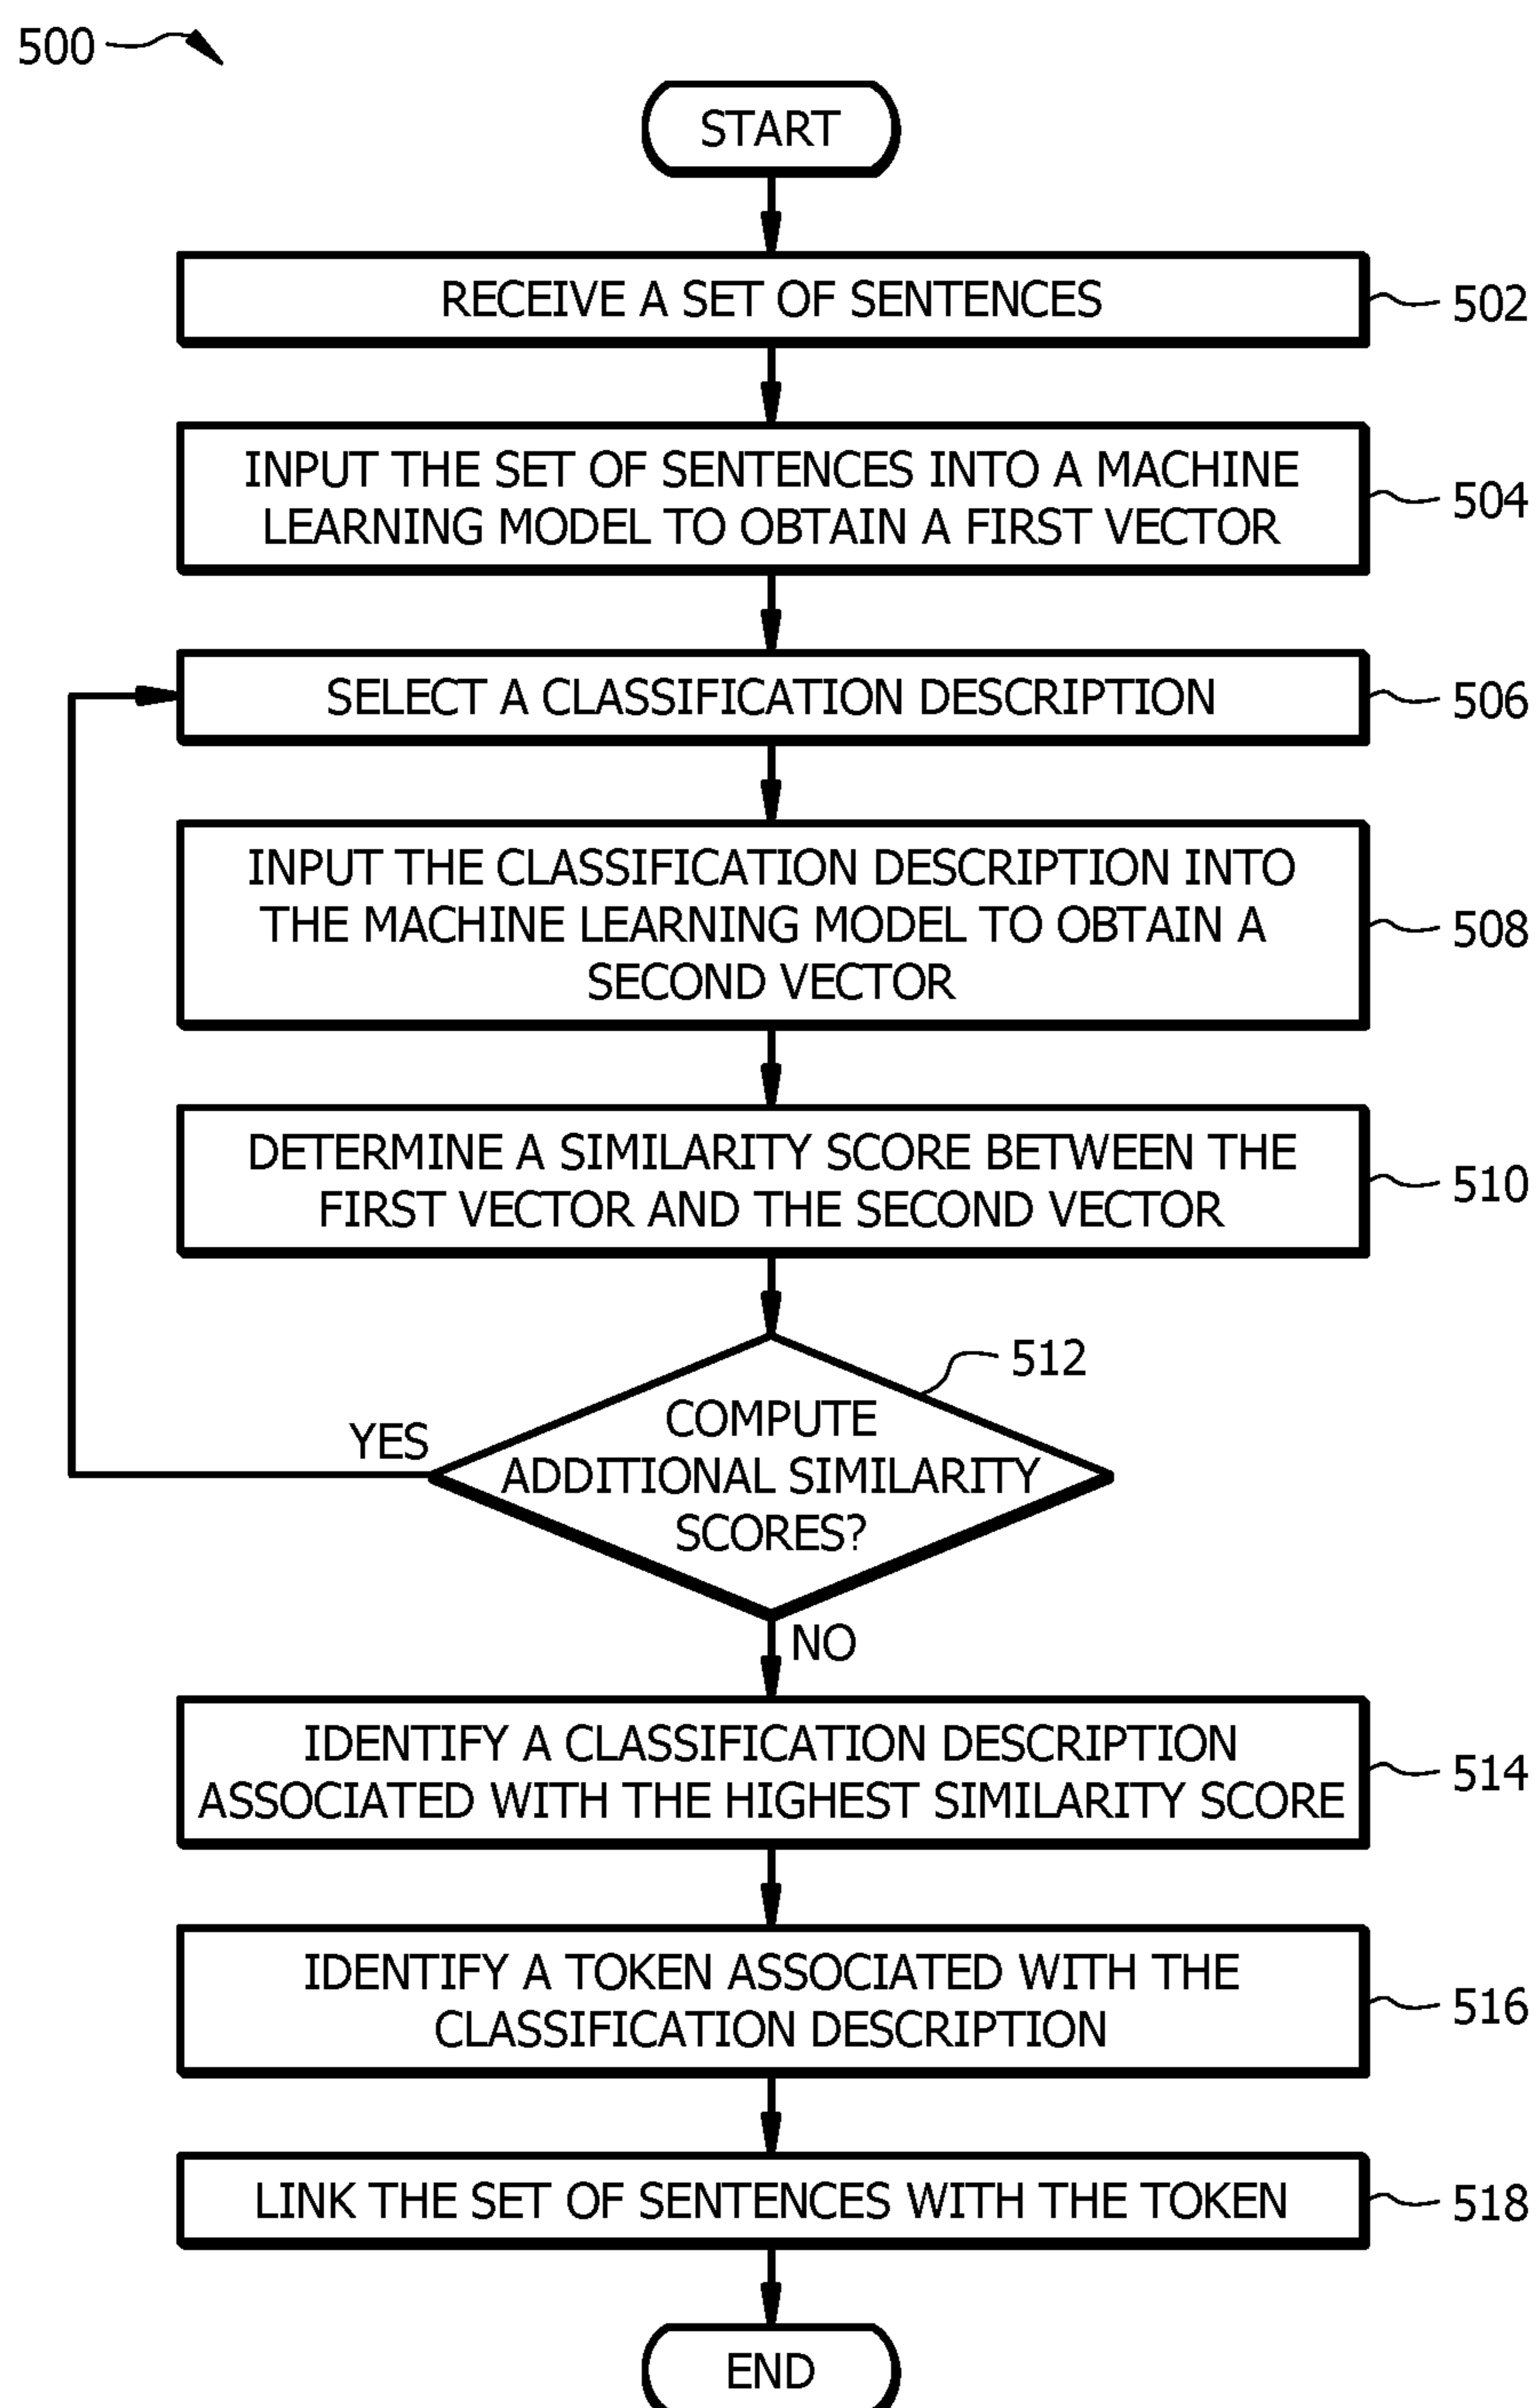 500
START
RECEIVE A SET OF SENTENCES
502
INPUT THE SET OF SENTENCES INTO A MACHINE
LEARNING MODEL TO OBTAIN A FIRST VECTOR
504
SELECT A CLASSIFICATION DESCRIPTION
506
INPUT THE CLASSIFICATION DESCRIPTION INTO
THE MACHINE LEARNING MODEL TO OBTAIN A
SECOND VECTOR
508
DETERMINE A SIMILARITY SCORE BETWEEN THE
FIRST VECTOR AND THE SECOND VECTOR
510
512
COMPUTE
ADDITIONAL SIMILARITY
SCORES?
YES
NO
IDENTIFY A CLASSIFICATION DESCRIPTION
ASSOCIATED WITH THE HIGHEST SIMILARITY SCORE
514
IDENTIFY A TOKEN ASSOCIATED WITH THE
CLASSIFICATION DESCRIPTION
516
LINK THE SET OF SENTENCES WITH THE TOKEN
518
END